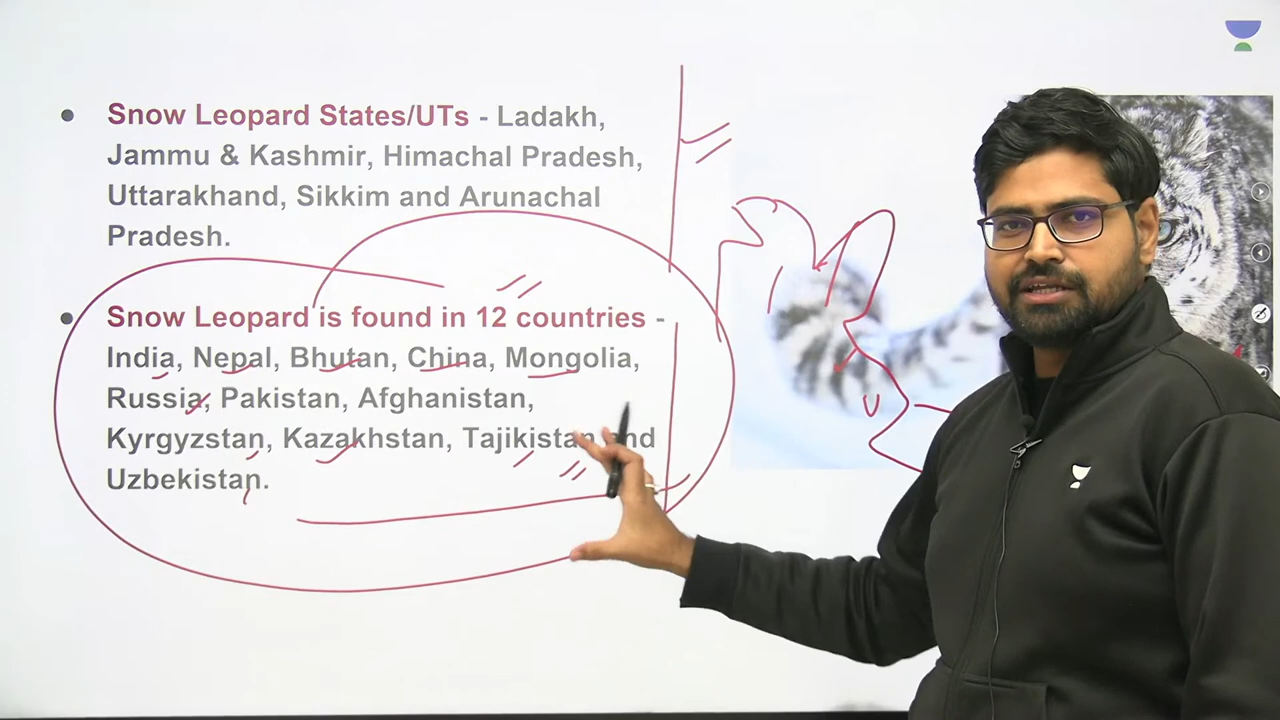 Snow Leopard States/UTs - Ladakh,
Jammu & Kashmir, Himachal Pradesh,
Uttarakhand, Sikkim and Arunachal
Pradesh.
Snow Leopard is found in 12 countries -
India, Nepal, Bhutan, China, Mongolia,
Russia, Pakistan, Afghanistan,
Kyrgyzstan, Kazakhstan, Tajikistan and
Uzbekistan.